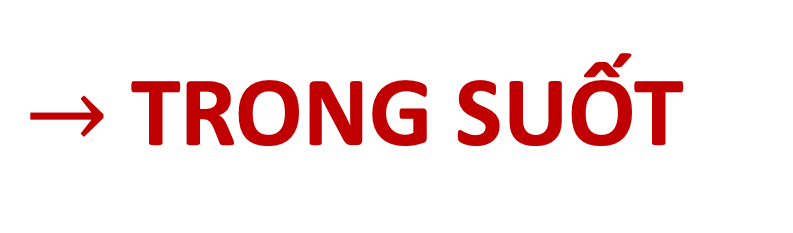 → TRONG SUỐT